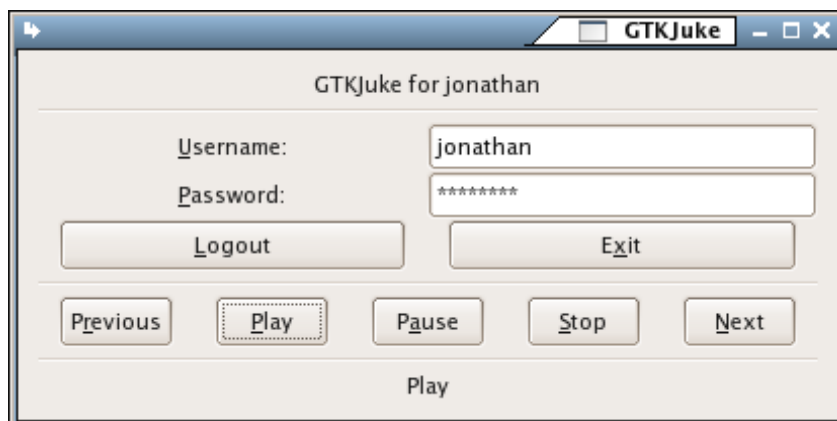 GTKJuke
GTKJuke for jonathan
Username: jonathan
Password: ********
Logout Exit
Previous Play Pause Stop Next
Play